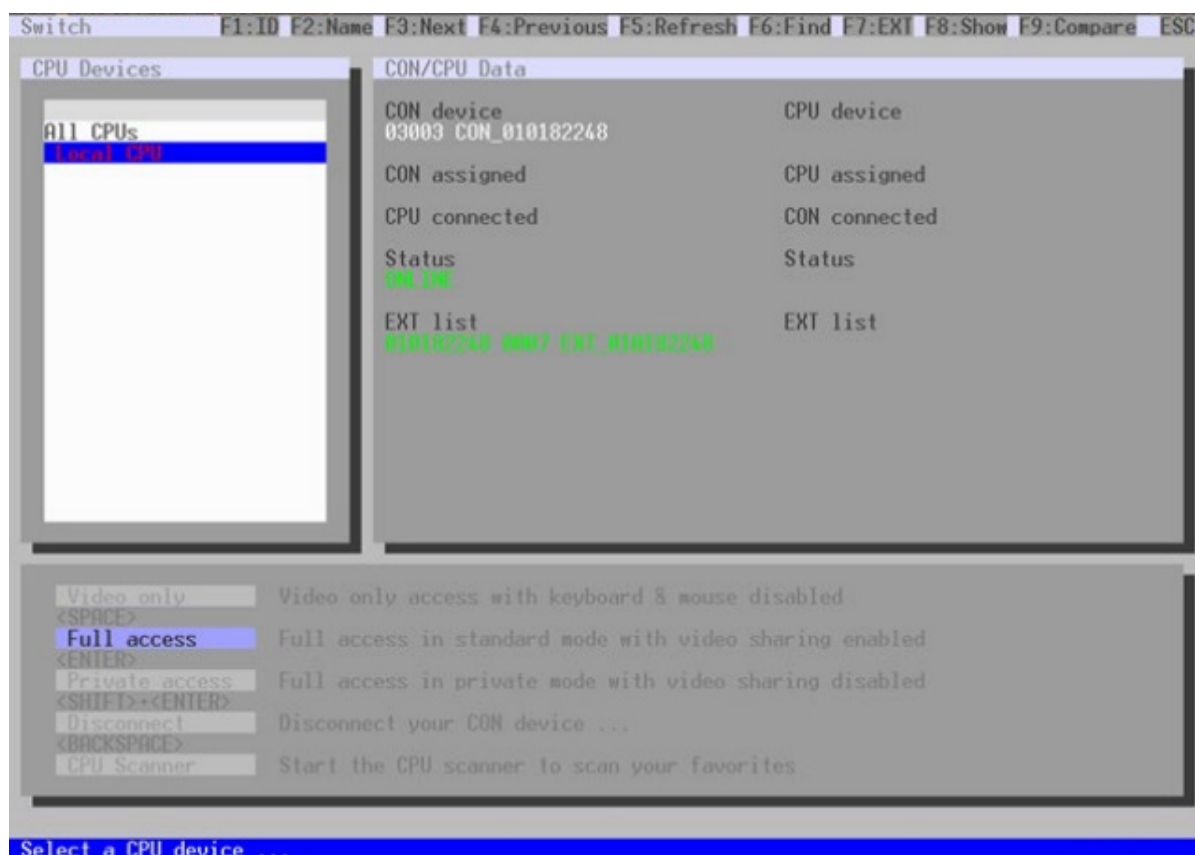 Switch F1:ID F2:Name F3:Next F4:Previous F5:Refresh F6:Find F7:EXT F8:Show F9:Compare ESC
CPU Devices
All CPUs
Local CPU
CON/CPU Data
CON device CPU device
03003 CON_010182248
CON assigned CPU assigned
CPU connected CON connected
Status Status
ONLINE
EXT list EXT list
010182248 0007 EXT_010182248
Video only Video only access with keyboard & mouse disabled
<SPACE>
Full access Full access in standard mode with video sharing enabled
<ENTER>
Private access Full access in private mode with video sharing disabled
<SHIFT>+<ENTER>
Disconnect Disconnect your CON device ...
<BACKSPACE>
CPU Scanner Start the CPU scanner to scan your favorites
Select a CPU device ...